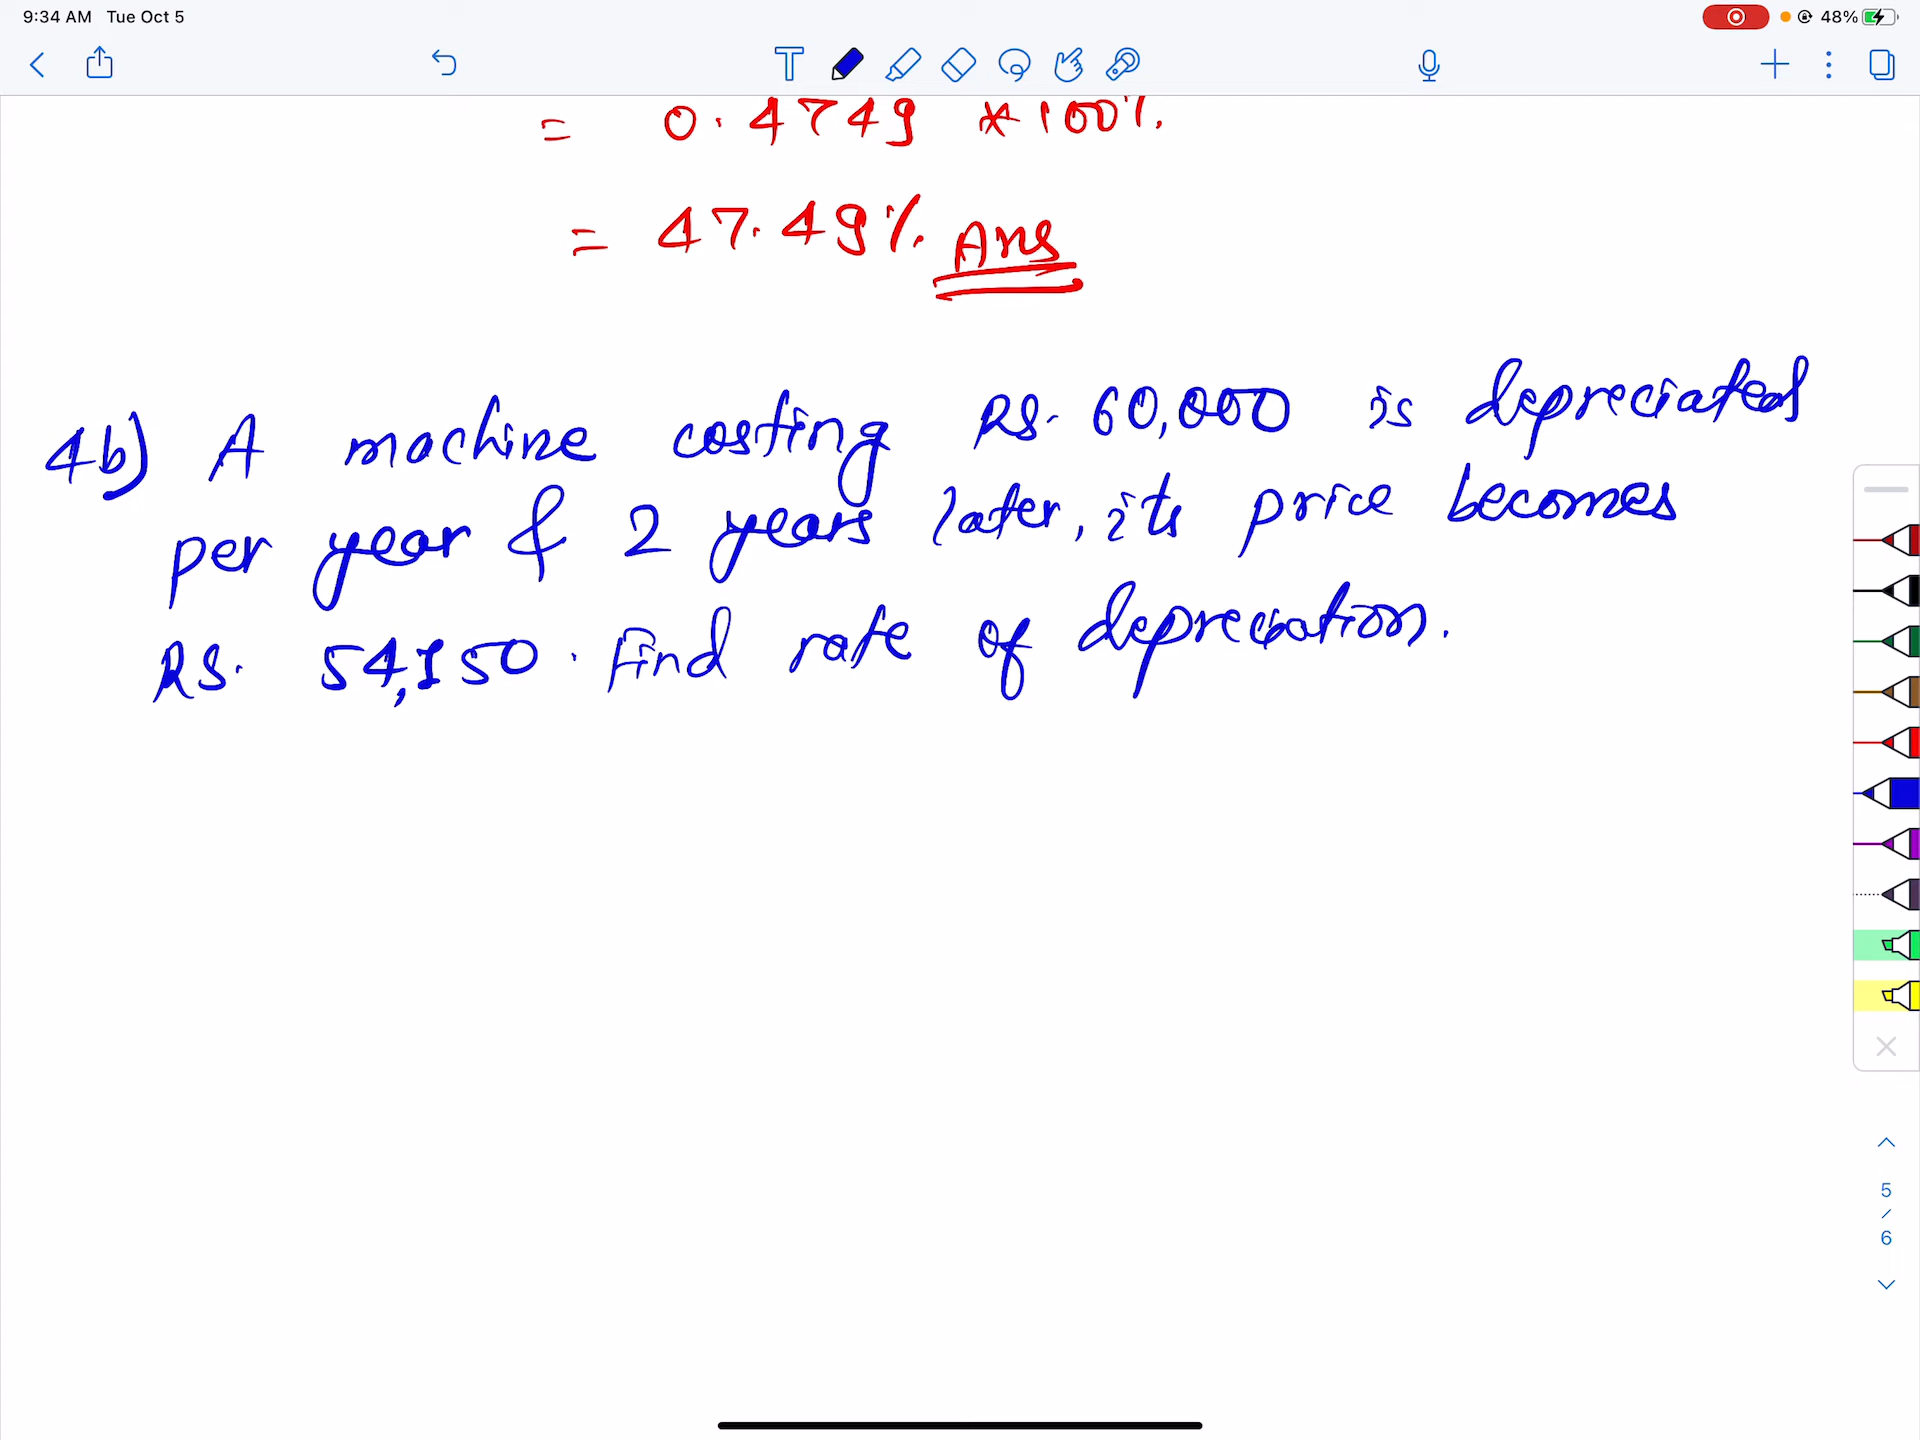 9:34 AM Tue Oct 5
48%
= 0.4749 *100%.
= 47.49% Ans
4b) A machine costing Rs. 60,000 is depreciated
per year & 2 years later, its price becomes
Rs. 54,150. Find rate of depreciation.
5
/
6